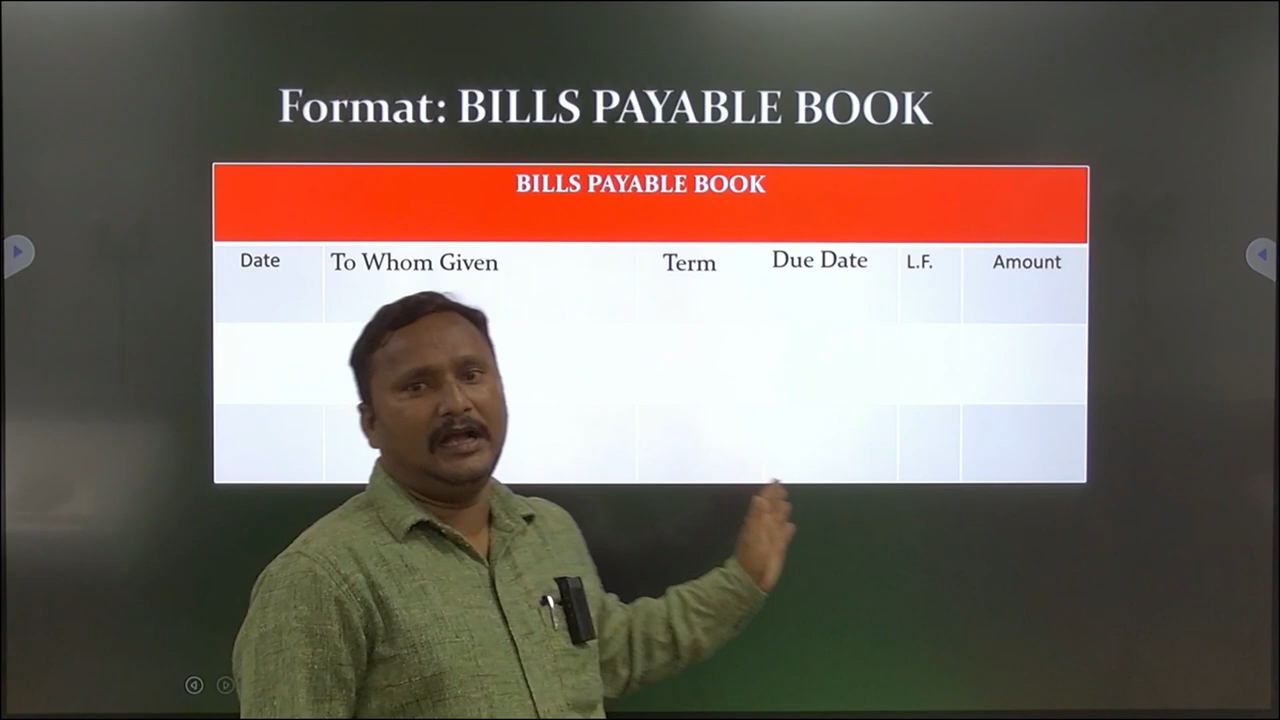 Format: BILLS PAYABLE BOOK
BILLS PAYABLE BOOK
Date To Whom Given Term Due Date L.F. Amount